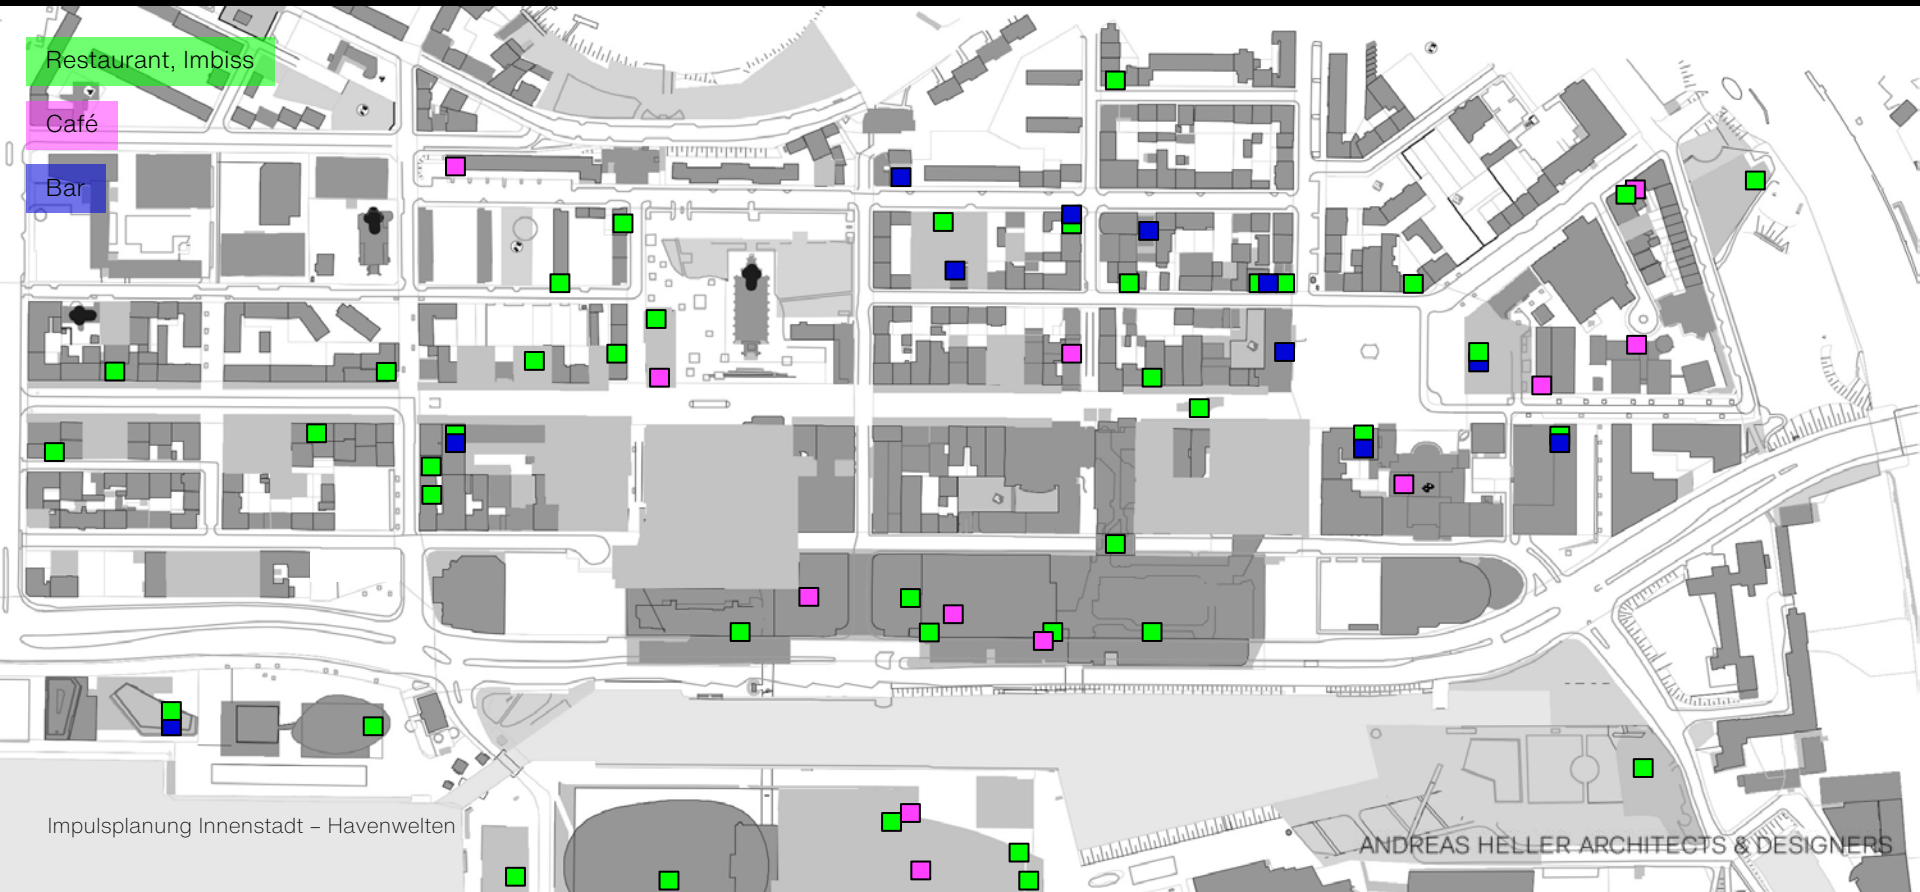 Restaurant, Imbiss
Café
Bar
Impulsplanung Innenstadt – Havenwelten
ANDREAS HELLER ARCHITECTS & DESIGNERS